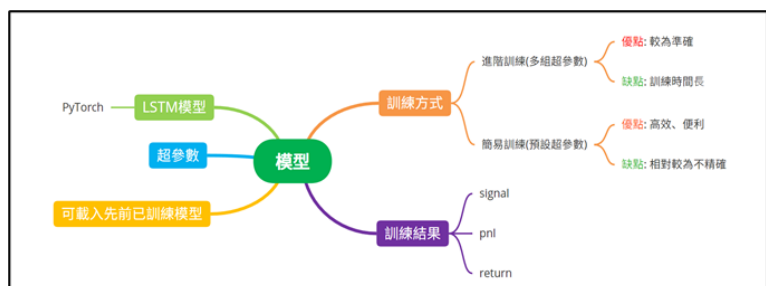 模型
LSTM模型
PyTorch
超參數
可載入先前已訓練模型
訓練方式
進階訓練(多組超參數)
優點: 較為準確
缺點: 訓練時間長
簡易訓練(預設超參數)
優點: 高效、便利
缺點: 相對較為不精確
訓練結果
signal
pnl
return